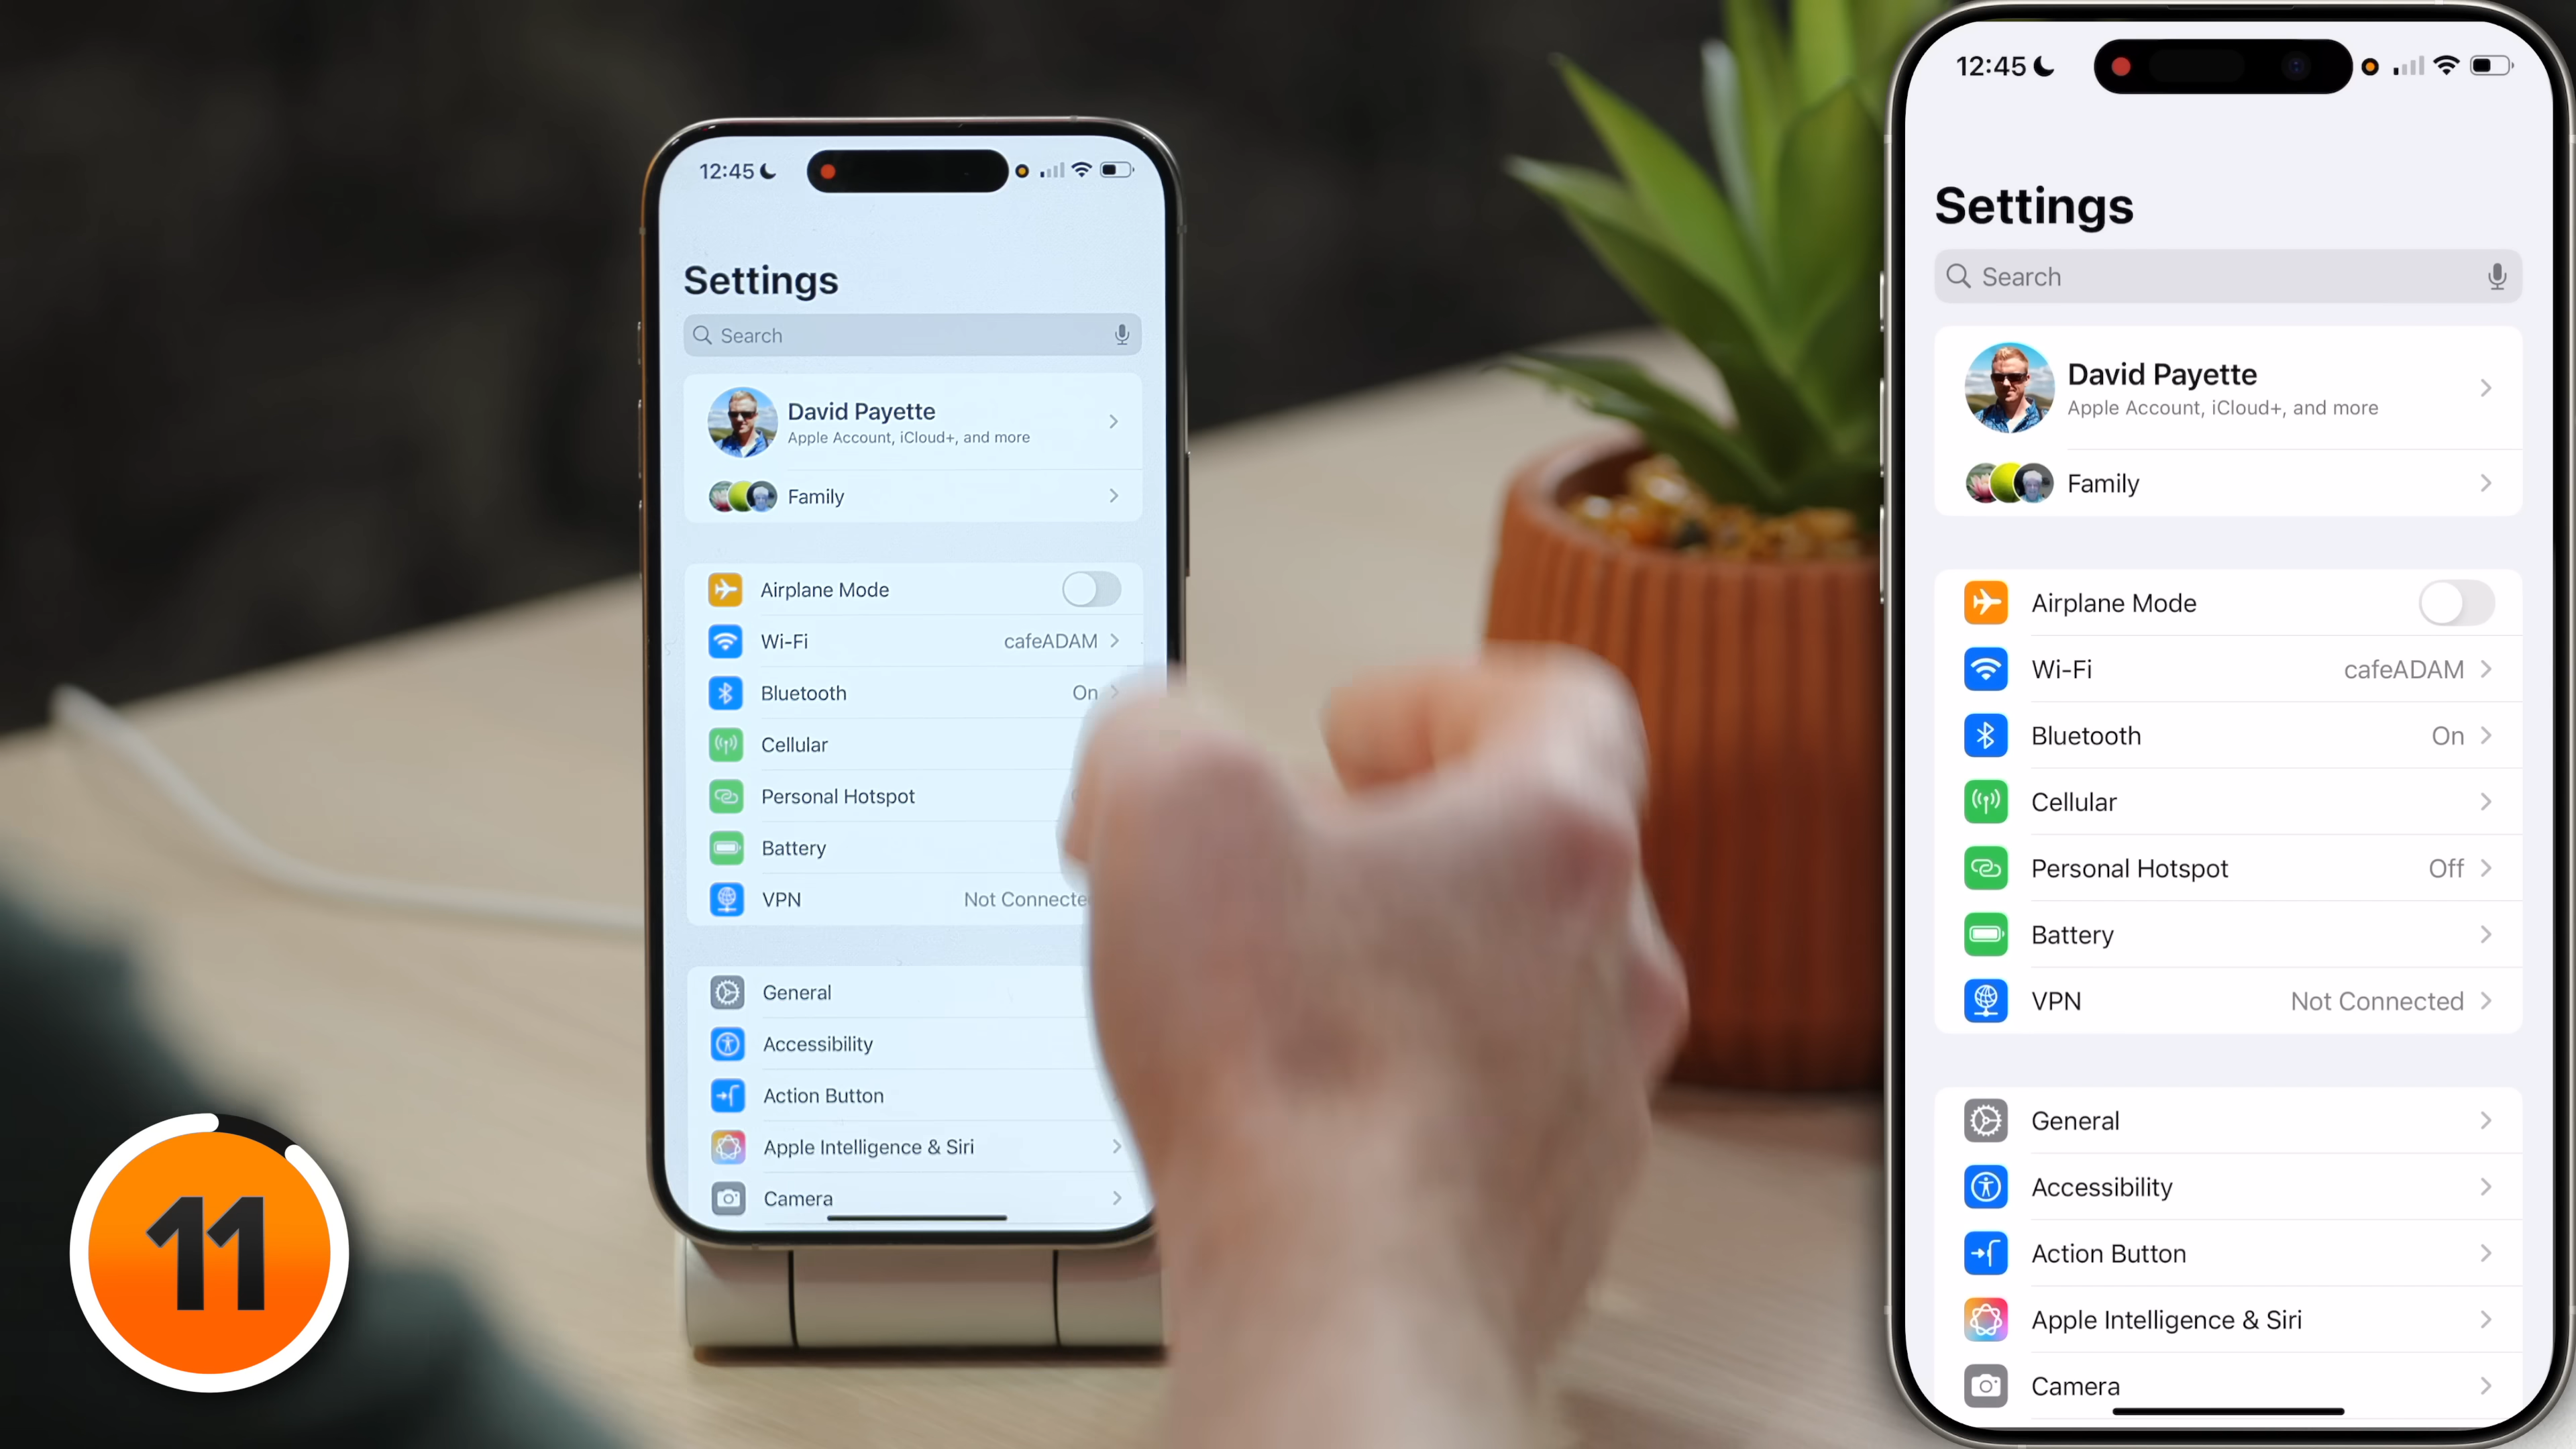 12:45
Settings
Search
David Payette
Apple Account, iCloud+, and more
Family
Airplane Mode
Wi-Fi cafeADAM
Bluetooth On
Cellular
Personal Hotspot
Battery
VPN Not Connecte
General
Accessibility
Action Button
Apple Intelligence & Siri
Camera
11
12:45
Settings
Search
David Payette
Apple Account, iCloud+, and more
Family
Airplane Mode
Wi-Fi cafeADAM
Bluetooth On
Cellular
Personal Hotspot Off
Battery
VPN Not Connected
General
Accessibility
Action Button
Apple Intelligence & Siri
Camera